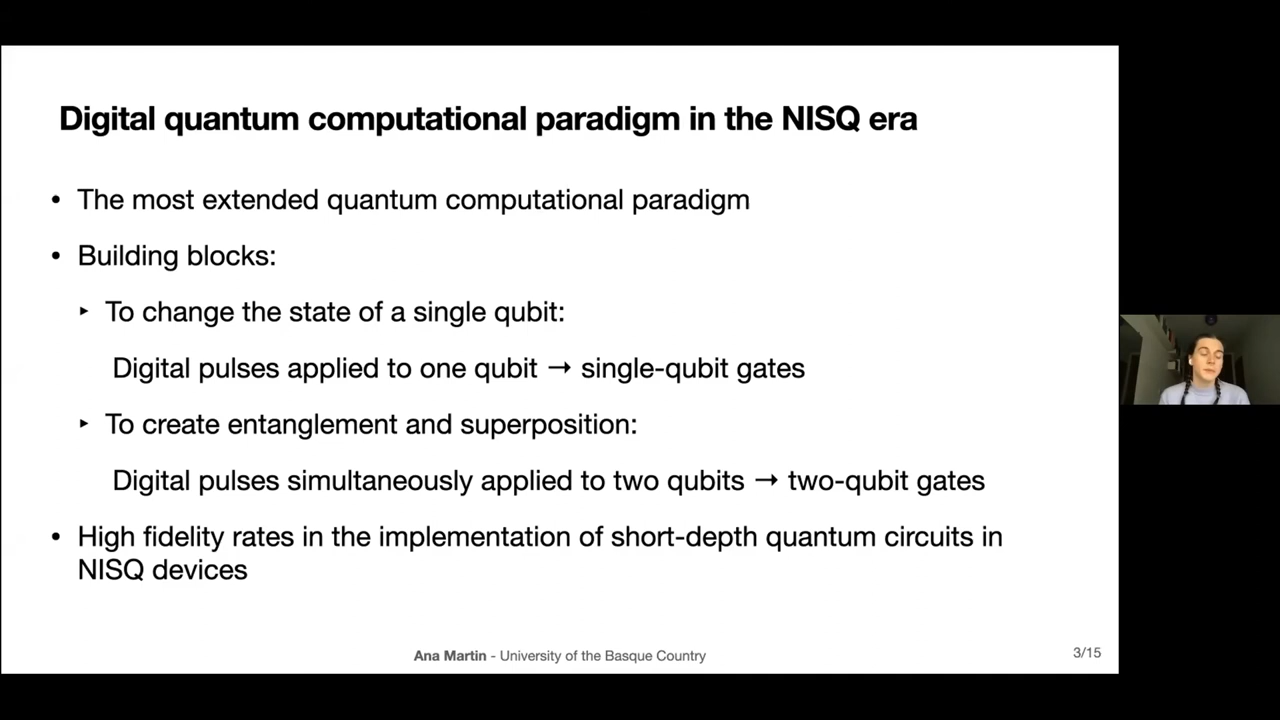 Digital quantum computational paradigm in the NISQ era
• The most extended quantum computational paradigm
• Building blocks:
‣ To change the state of a single qubit:
Digital pulses applied to one qubit → single-qubit gates
‣ To create entanglement and superposition:
Digital pulses simultaneously applied to two qubits → two-qubit gates
• High fidelity rates in the implementation of short-depth quantum circuits in
NISQ devices
Ana Martin - University of the Basque Country
3/15